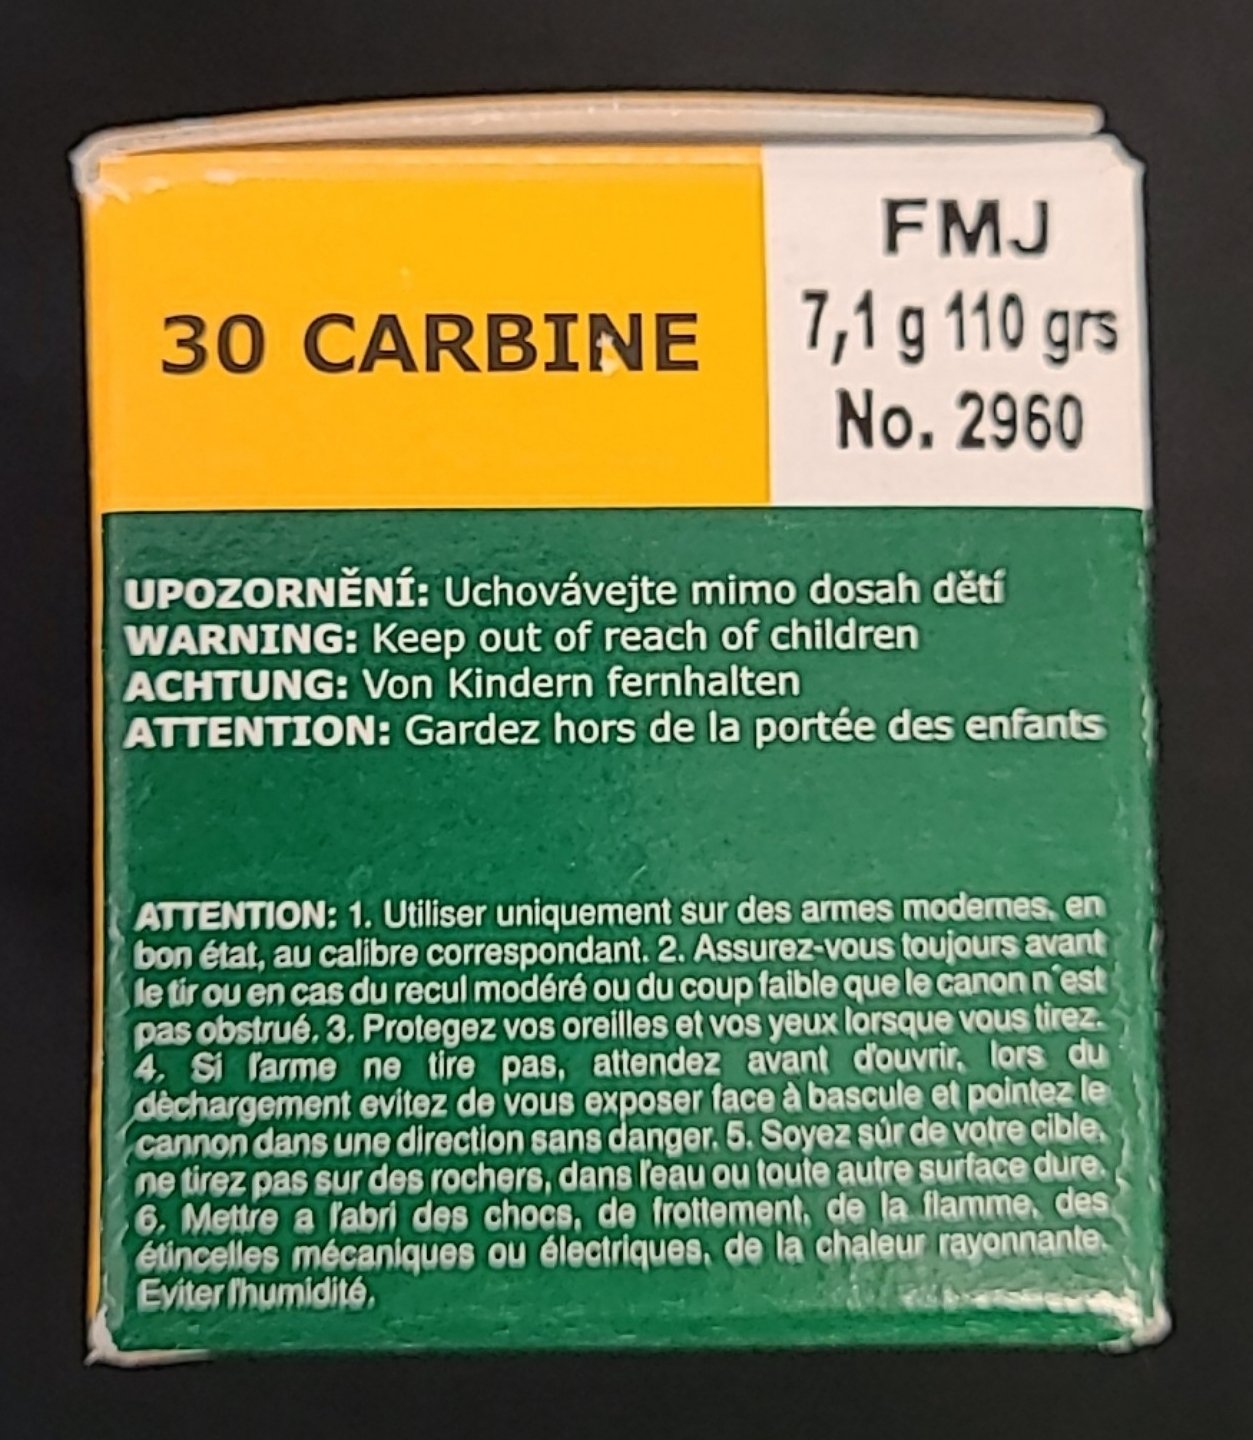 30 CARBINE
FMJ
7,1 g 110 grs
No. 2960
UPOZORNĚNÍ: Uchovávejte mimo dosah dětí
WARNING: Keep out of reach of children
ACHTUNG: Von Kindern fernhalten
ATTENTION: Gardez hors de la portée des enfants
ATTENTION: 1. Utiliser uniquement sur des armes modernes, en
bon état, au calibre correspondant. 2. Assurez-vous toujours avant
le tir ou en cas du recul modéré ou du coup faible que le canon n´est
pas obstrué. 3. Protegez vos oreilles et vos yeux lorsque vous tirez.
4. Si l'arme ne tire pas, attendez avant d'ouvrir, lors du
dèchargement evitez de vous exposer face à bascule et pointez le
cannon dans une direction sans danger. 5. Soyez súr de votre cible,
ne tirez pas sur des rochers, dans l'eau ou toute autre surface dure.
6. Mettre a l'abri des chocs, de frottement, de la flamme, des
étincelles mécaniques ou électriques, de la chaleur rayonnante.
Eviter l'humidité.